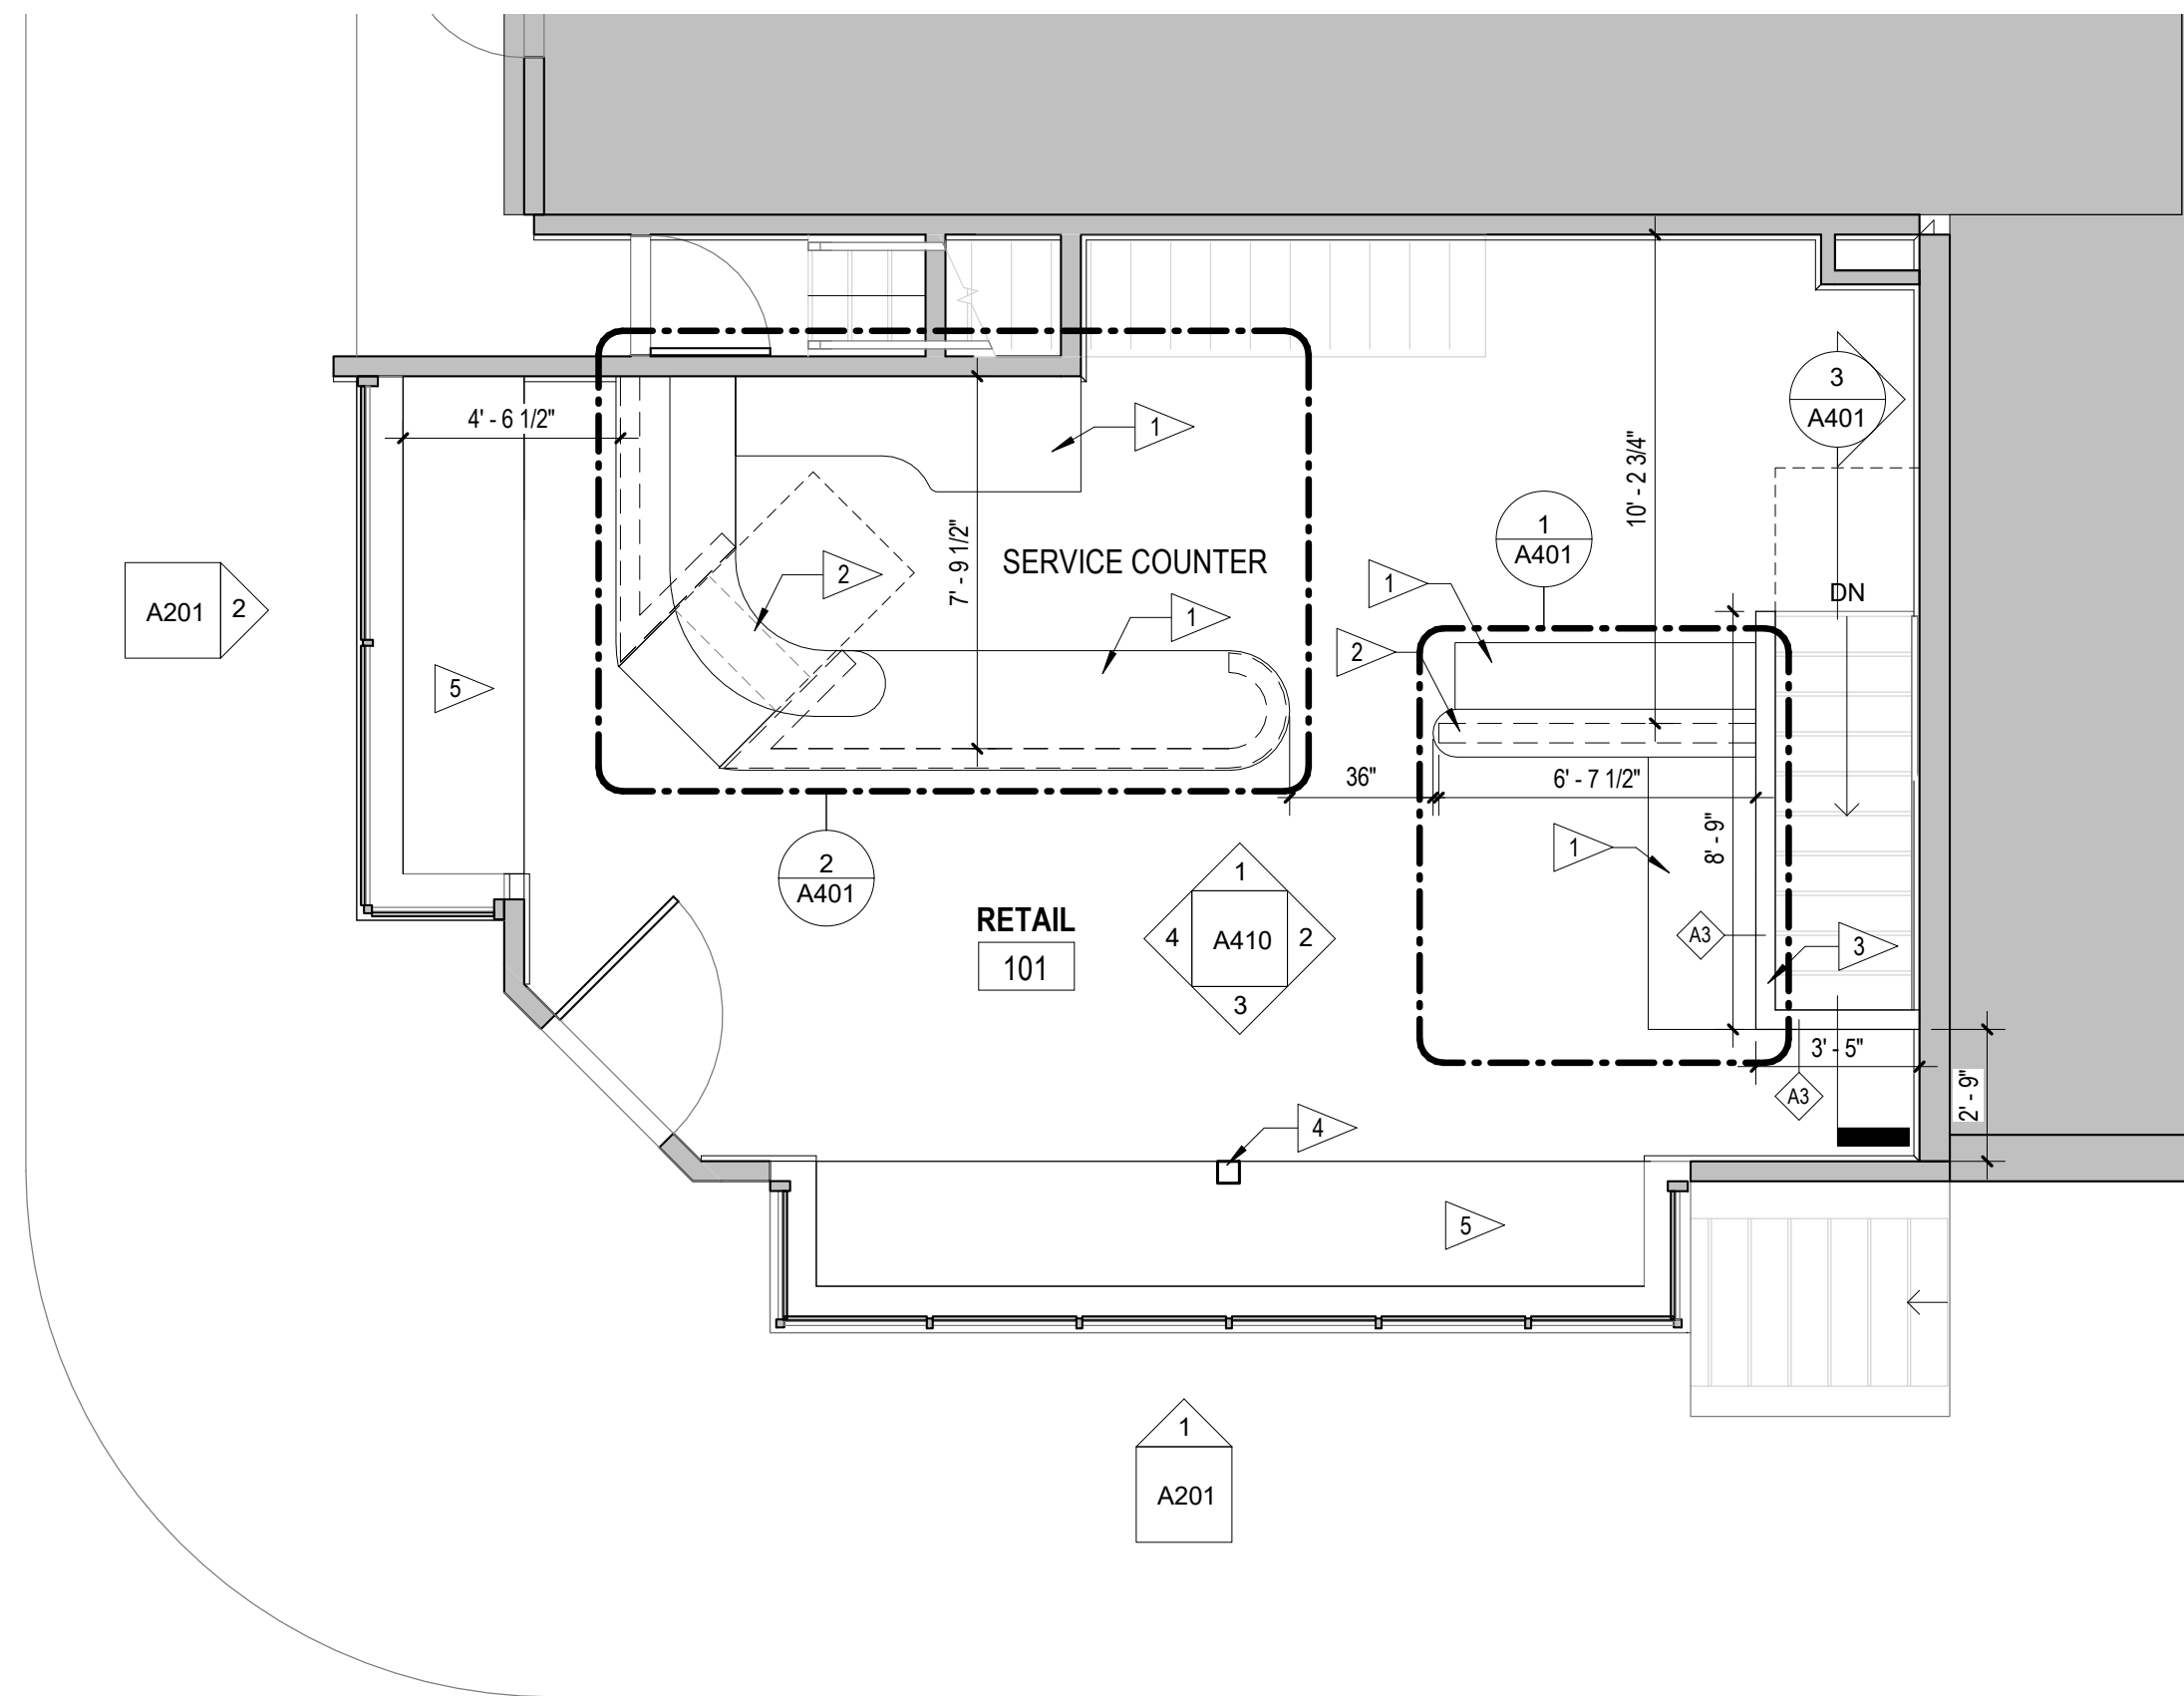 3
A401
4' - 6 1/2"
1
10' - 2 3/4"
1
A401
7' - 9 1/2"
SERVICE COUNTER
2
1
DN
A201
2
1
2
5
36"
6' - 7 1/2"
8' - 9"
1
2
A401
RETAIL
101
1
4
A410
2
3
A3
3
3' - 5"
A3
2' - 9"
4
5
1
A201